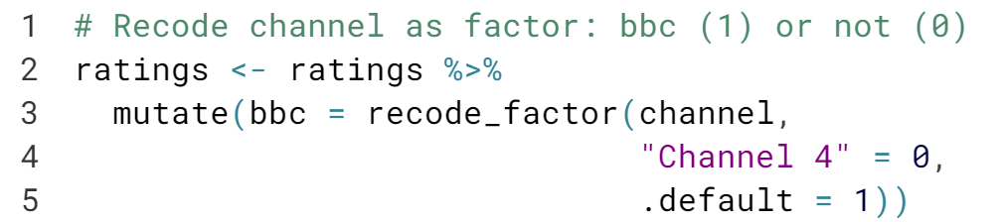 1 # Recode channel as factor: bbc (1) or not (0)
2 ratings <- ratings %>%
3   mutate(bbc = recode_factor(channel,
4                              "Channel 4" = 0,
5                              .default = 1))